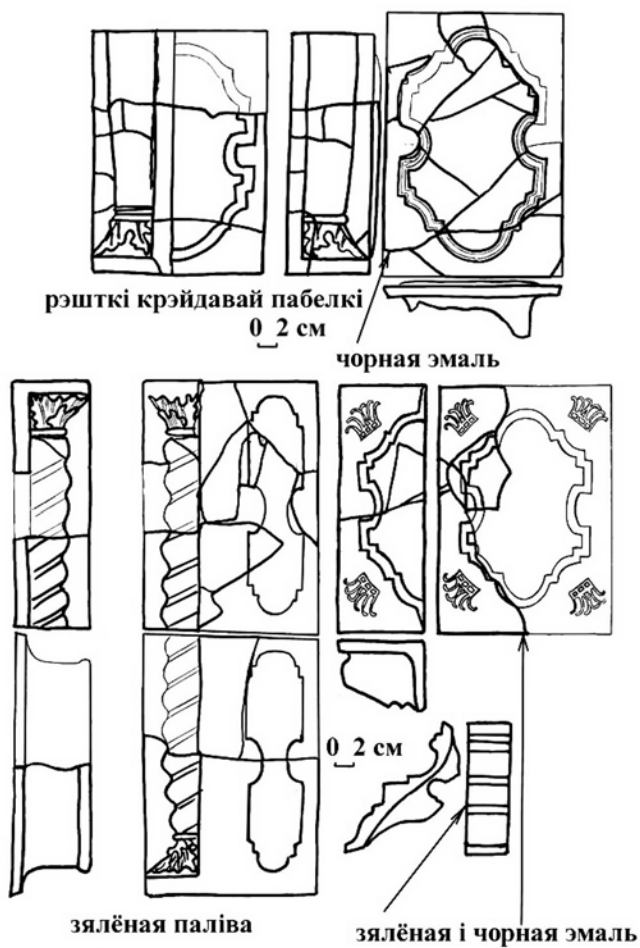 рэшткі крэйдавай пабелкі
0 2 см
чорная эмаль
0 2 см
зялёная паліва
зялёная і чорная эмаль